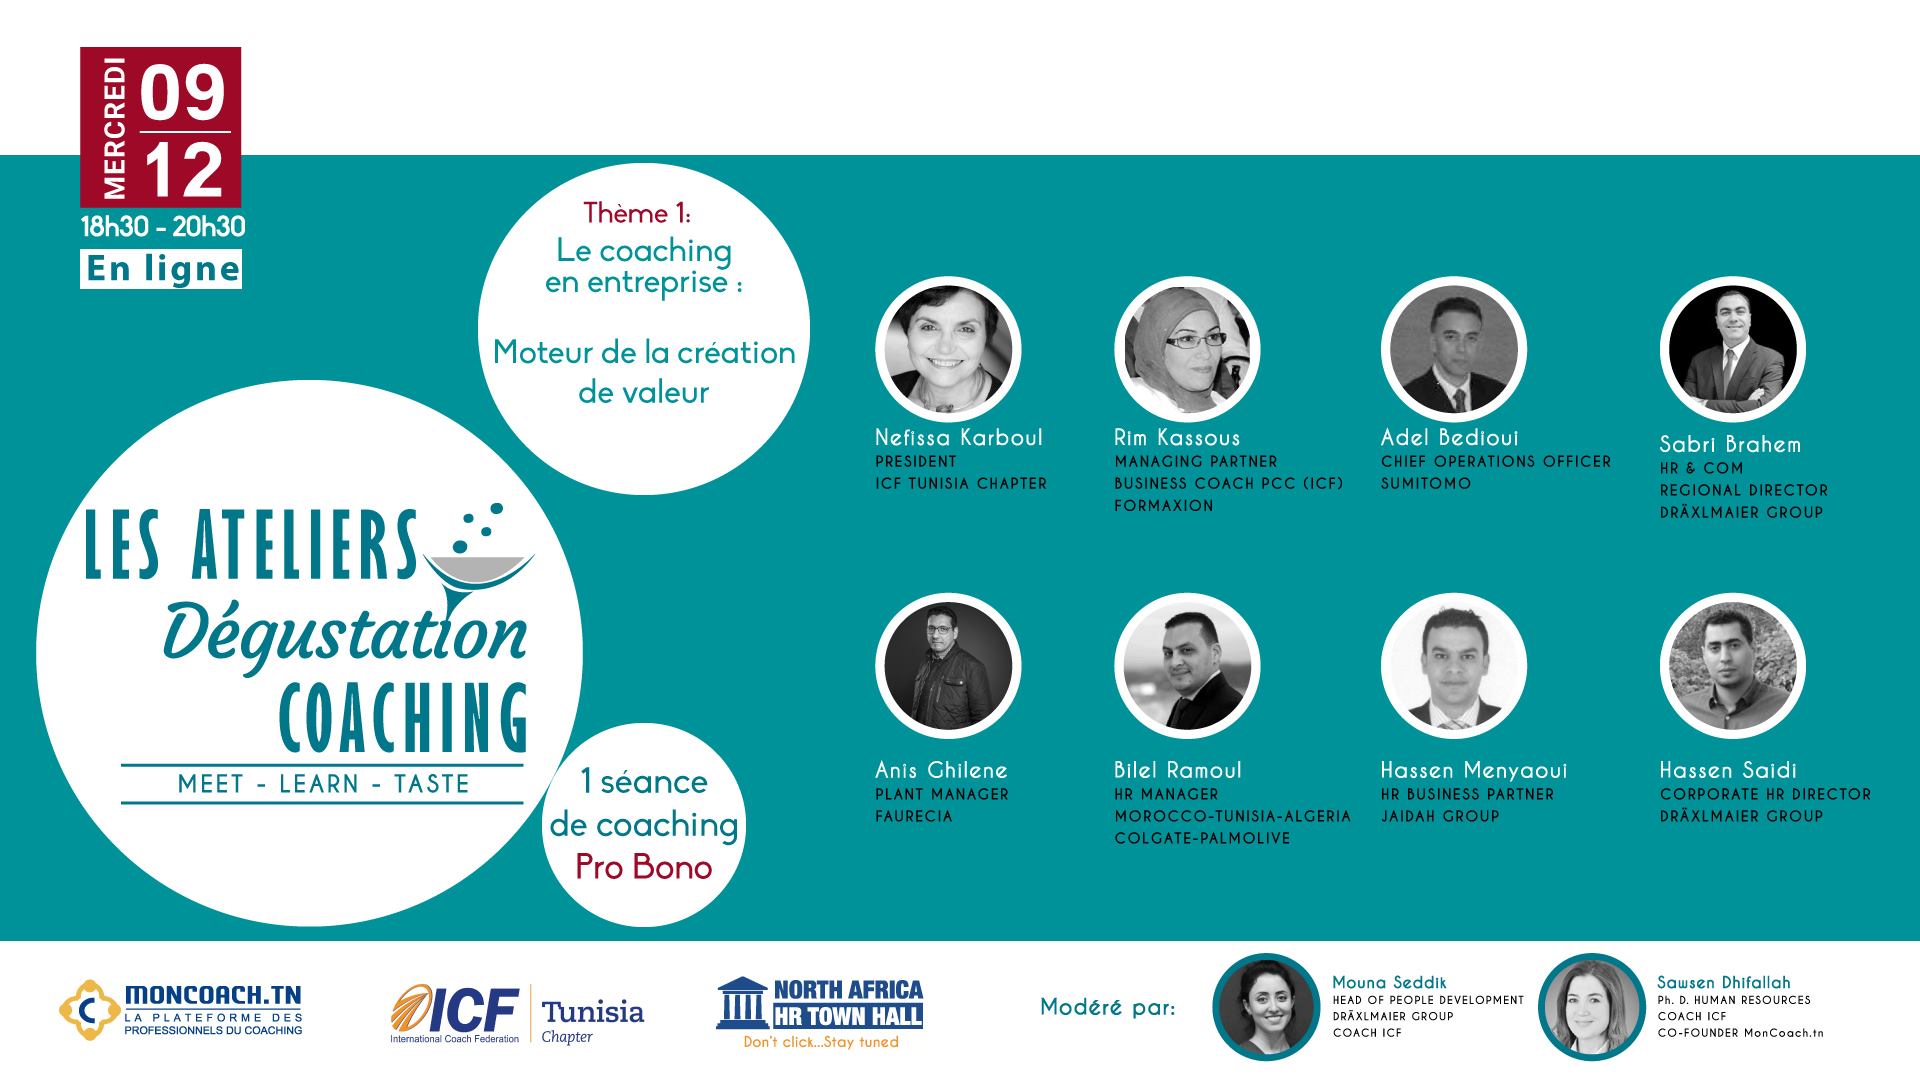 MERCREDI
09
12
18h30 - 20h30
En ligne
Thème 1:
Le coaching
en entreprise :
Moteur de la création
de valeur
LES ATELIERS
Dégustation
COACHING
MEET - LEARN - TASTE
1 séance
de coaching
Pro Bono
Nefissa Karboul
PRESIDENT
ICF TUNISIA CHAPTER
Rim Kassous
MANAGING PARTNER
BUSINESS COACH PCC (ICF)
FORMAXION
Adel Bedioui
CHIEF OPERATIONS OFFICER
SUMITOMO
Sabri Brahem
HR & COM
REGIONAL DIRECTOR
DRÄXLMAIER GROUP
Anis Ghilene
PLANT MANAGER
FAURECIA
Bilel Ramoul
HR MANAGER
MOROCCO-TUNISIA-ALGERIA
COLGATE-PALMOLIVE
Hassen Menyaoui
HR BUSINESS PARTNER
JAIDAH GROUP
Hassen Saidi
CORPORATE HR DIRECTOR
DRÄXLMAIER GROUP
MONCOACH.TN
LA PLATEFORME DES
PROFESSIONNELS DU COACHING
ICF
International Coach Federation
Tunisia
Chapter
NORTH AFRICA
HR TOWN HALL
Don't click...Stay tuned
Modéré par:
Mouna Seddik
HEAD OF PEOPLE DEVELOPMENT
DRÄXLMAIER GROUP
COACH ICF
Sawsen Dhifallah
Ph. D. HUMAN RESOURCES
COACH ICF
CO-FOUNDER MonCoach.tn